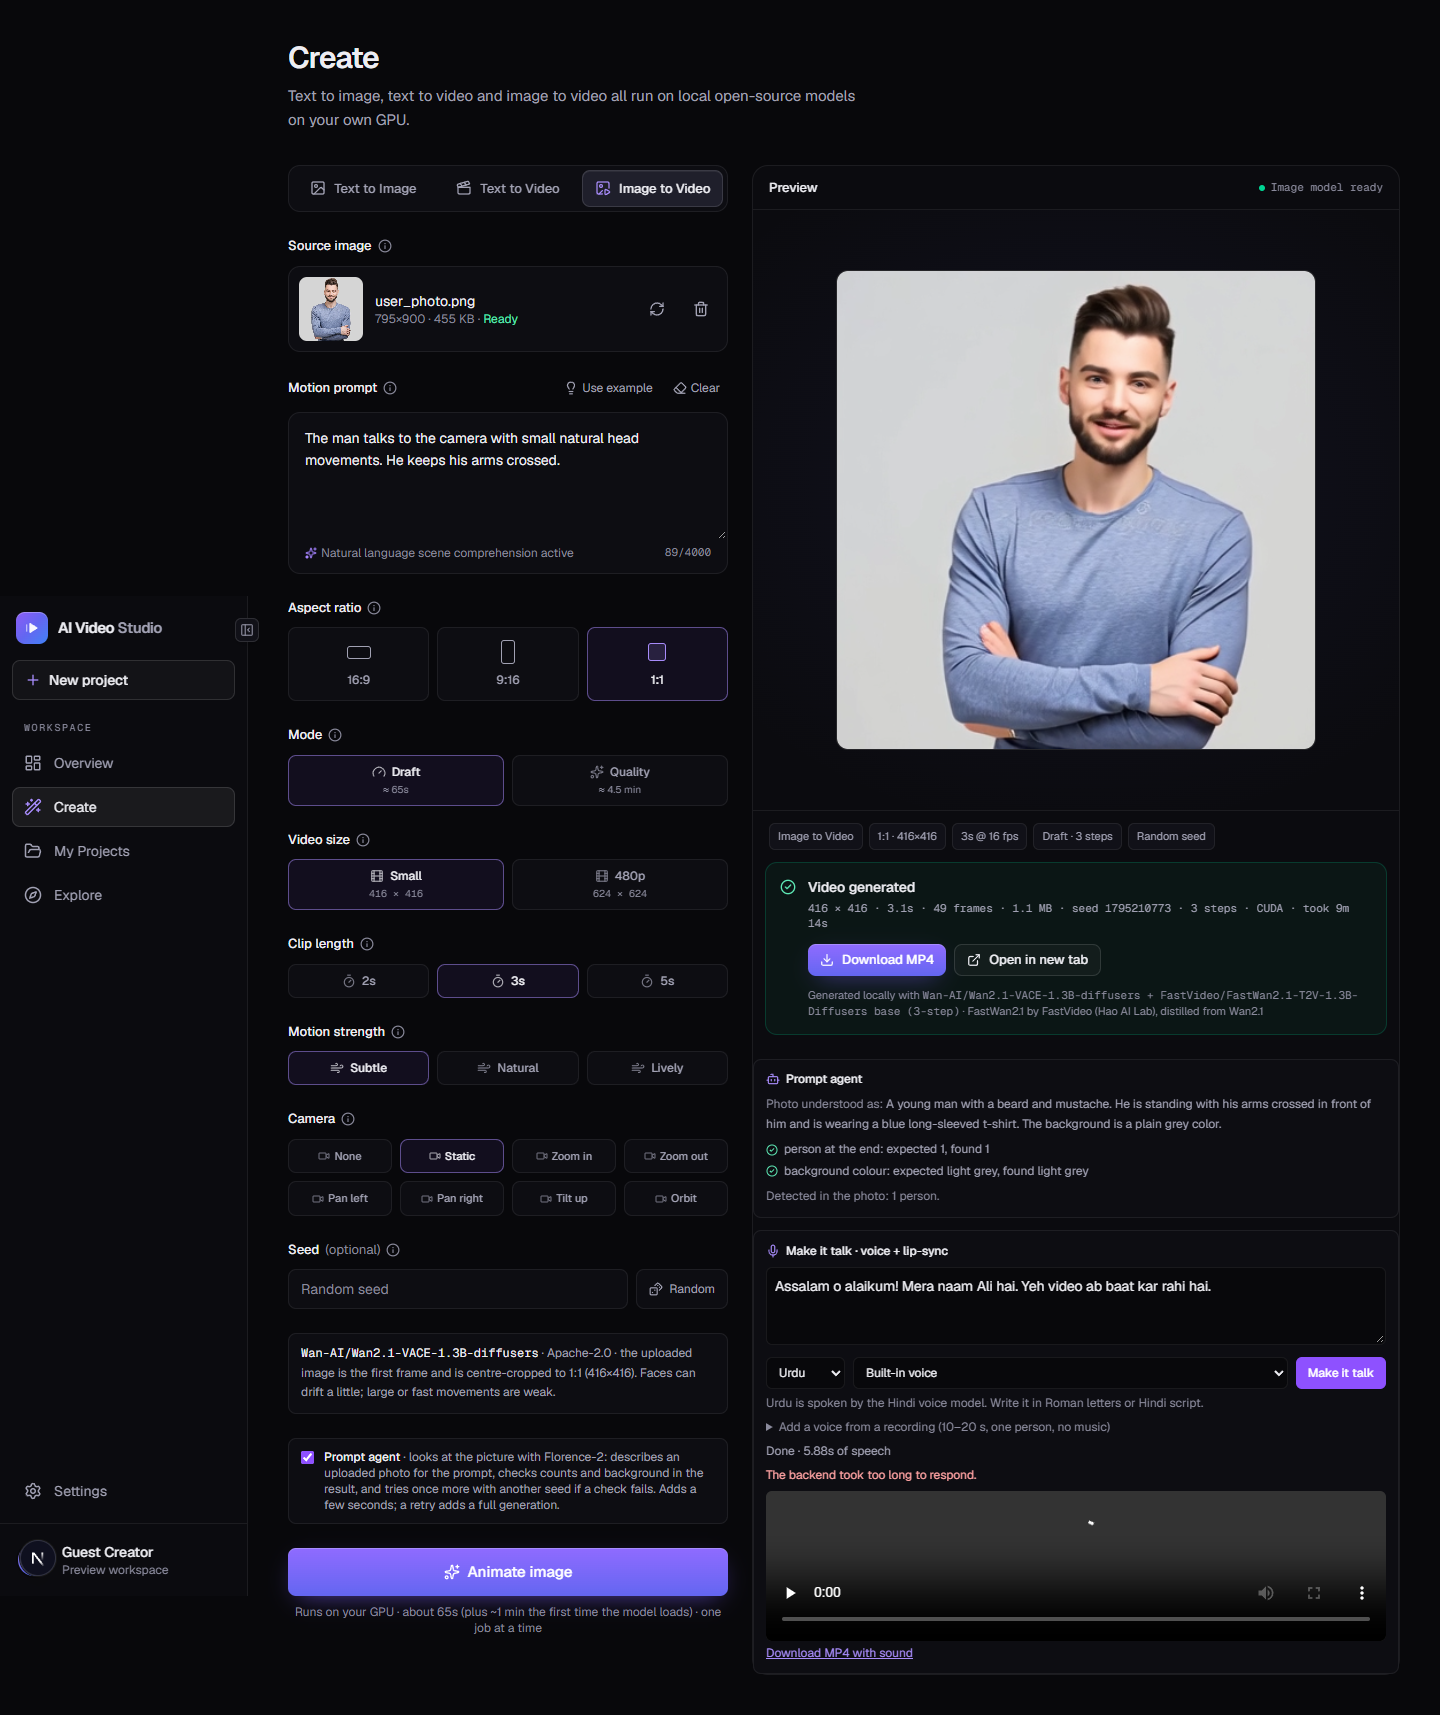 Create
Text to image, text to video and image to video all run on local open-source models
on your own GPU.
Text to Image
Text to Video
Image to Video
Source image
user_photo.png
795×900 · 455 KB · Ready
Motion prompt
Use example
Clear
The man talks to the camera with small natural head
movements. He keeps his arms crossed.
Natural language scene comprehension active
89/4000
Aspect ratio
16:9
9:16
1:1
Mode
Draft
≈ 65s
Quality
≈ 4.5 min
Video size
Small
416 × 416
480p
624 × 624
Clip length
2s
3s
5s
Motion strength
Subtle
Natural
Lively
Camera
None
Static
Zoom in
Zoom out
Pan left
Pan right
Tilt up
Orbit
Seed (optional)
Random seed
Random
Wan-AI/Wan2.1-VACE-1.3B-diffusers · Apache-2.0 · the uploaded
image is the first frame and is centre-cropped to 1:1 (416×416). Faces can
drift a little; large or fast movements are weak.
Prompt agent · looks at the picture with Florence-2: describes an
uploaded photo for the prompt, checks counts and background in the
result, and tries once more with another seed if a check fails. Adds a
few seconds; a retry adds a full generation.
Animate image
Runs on your GPU · about 65s (plus ~1 min the first time the model loads) · one
job at a time
AI Video Studio
New project
WORKSPACE
Overview
Create
My Projects
Explore
Settings
N
Guest Creator
Preview workspace
Preview
Image model ready
Image to Video
1:1 · 416×416
3s @ 16 fps
Draft · 3 steps
Random seed
Video generated
416 × 416 · 3.1s · 49 frames · 1.1 MB · seed 1795210773 · 3 steps · CUDA · took 9m
14s
Download MP4
Open in new tab
Generated locally with Wan-AI/Wan2.1-VACE-1.3B-diffusers + FastVideo/FastWan2.1-T2V-1.3B-
Diffusers base (3-step) · FastWan2.1 by FastVideo (Hao AI Lab), distilled from Wan2.1
Prompt agent
Photo understood as: A young man with a beard and mustache. He is standing with his arms crossed in front of
him and is wearing a blue long-sleeved t-shirt. The background is a plain grey color.
person at the end: expected 1, found 1
background colour: expected light grey, found light grey
Detected in the photo: 1 person.
Make it talk · voice + lip-sync
Assalam o alaikum! Mera naam Ali hai. Yeh video ab baat kar rahi hai.
Urdu
Built-in voice
Make it talk
Urdu is spoken by the Hindi voice model. Write it in Roman letters or Hindi script.
Add a voice from a recording (10–20 s, one person, no music)
Done · 5.88s of speech
The backend took too long to respond.
0:00
Download MP4 with sound